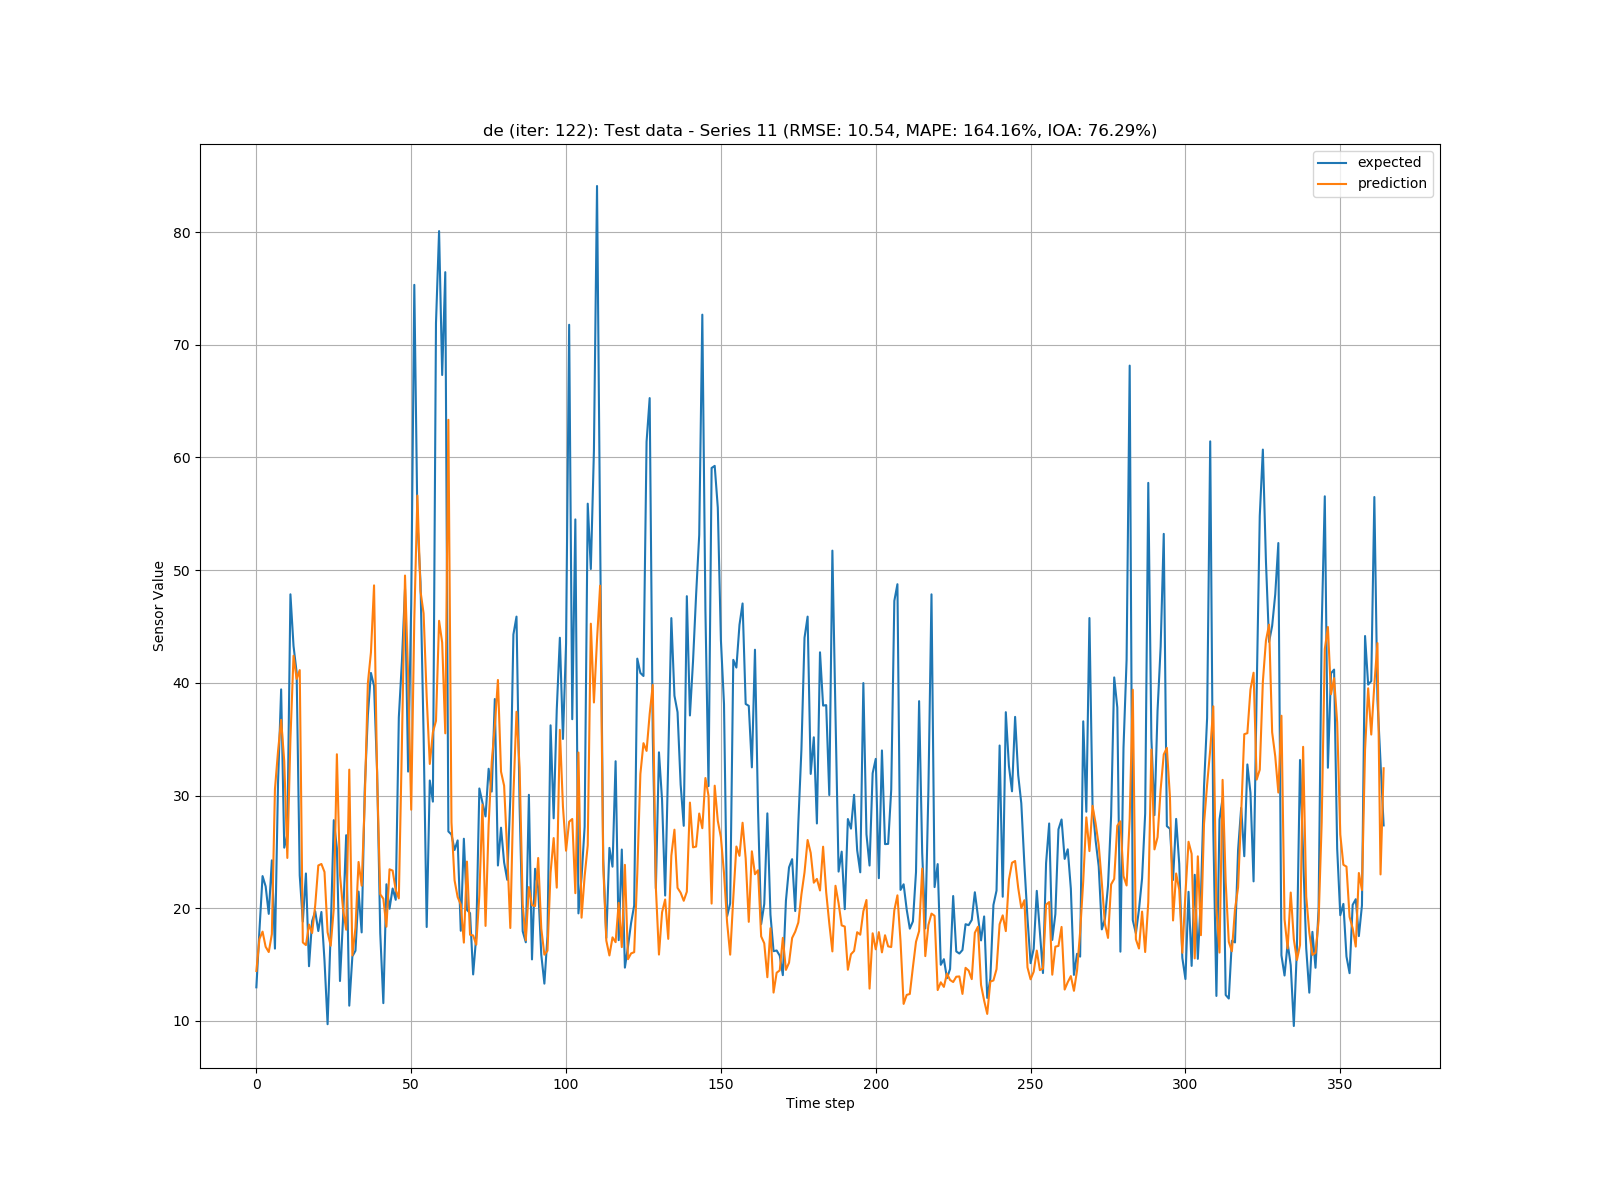 de (iter: 122): Test data - Series 11 (RMSE: 10.54, MAPE: 164.16%, IOA: 76.29%)
expected
prediction
80
70
60
50
40
30
20
10
Sensor Value
0 50 100 150 200 250 300 350
Time step